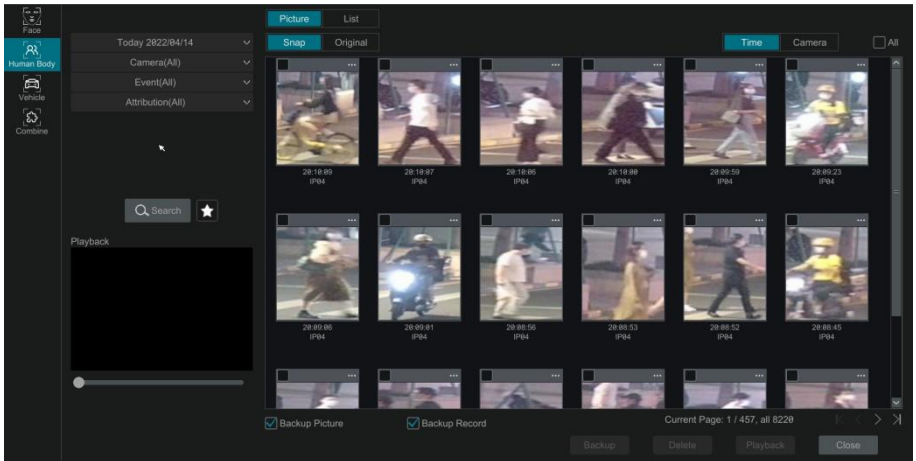 Face
Human Body
Vehicle
Combine
Today 2022/04/14
Camera(All)
Event(All)
Attribution(All)
Search
Playback
Picture List
Snap Original
Time Camera All
20:10:09 20:10:07 20:10:06 20:10:00 20:09:59 20:09:23
IP04 IP04 IP04 IP04 IP04 IP04
20:09:06 20:09:01 20:08:56 20:08:53 20:08:52 20:08:45
IP04 IP04 IP04 IP04 IP04 IP04
Backup Picture Backup Record Current Page: 1 / 457, all 8220
Backup Delete Playback Close